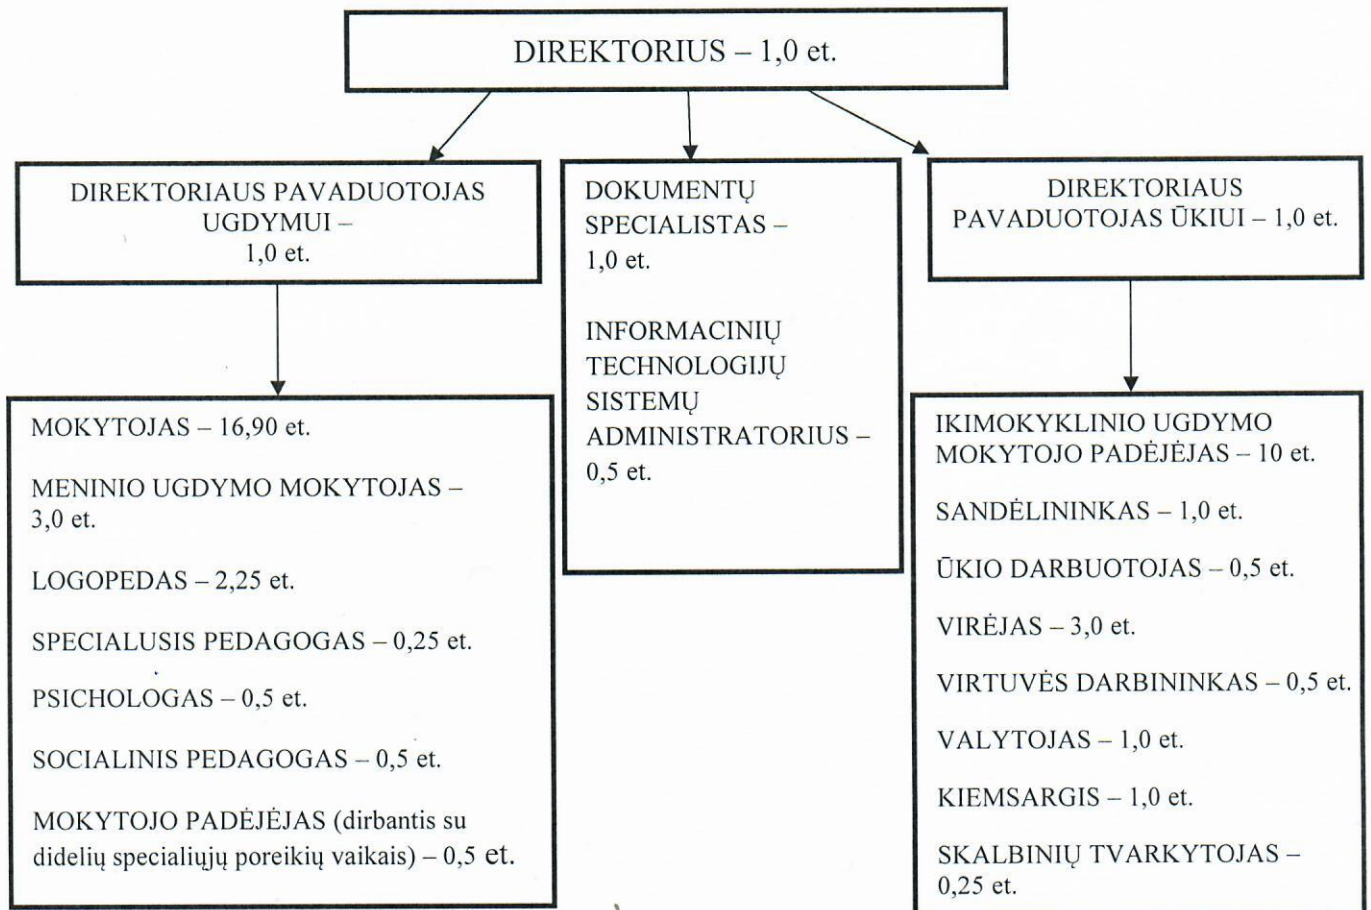 DIREKTORIUS – 1,0 et.
DIREKTORIAUS PAVADUOTOJAS
UGDYMUI –
1,0 et.
DOKUMENTŲ
SPECIALISTAS –
1,0 et.
INFORMACINIŲ
TECHNOLOGIJŲ
SISTEMŲ
ADMINISTRATORIUS –
0,5 et.
DIREKTORIAUS
PAVADUOTOJAS ŪKIUI – 1,0 et.
MOKYTOJAS – 16,90 et.
MENINIO UGDYMO MOKYTOJAS –
3,0 et.
LOGOPEDAS – 2,25 et.
SPECIALUSIS PEDAGOGAS – 0,25 et.
PSICHOLOGAS – 0,5 et.
SOCIALINIS PEDAGOGAS – 0,5 et.
MOKYTOJO PADĖJĖJAS (dirbantis su
didelių specialiųjų poreikių vaikais) – 0,5 et.
IKIMOKYKLINIO UGDYMO
MOKYTOJO PADĖJĖJAS – 10 et.
SANDĖLININKAS – 1,0 et.
ŪKIO DARBUOTOJAS – 0,5 et.
VIRĖJAS – 3,0 et.
VIRTUVĖS DARBININKAS – 0,5 et.
VALYTOJAS – 1,0 et.
KIEMSARGIS – 1,0 et.
SKALBINIŲ TVARKYTOJAS –
0,25 et.